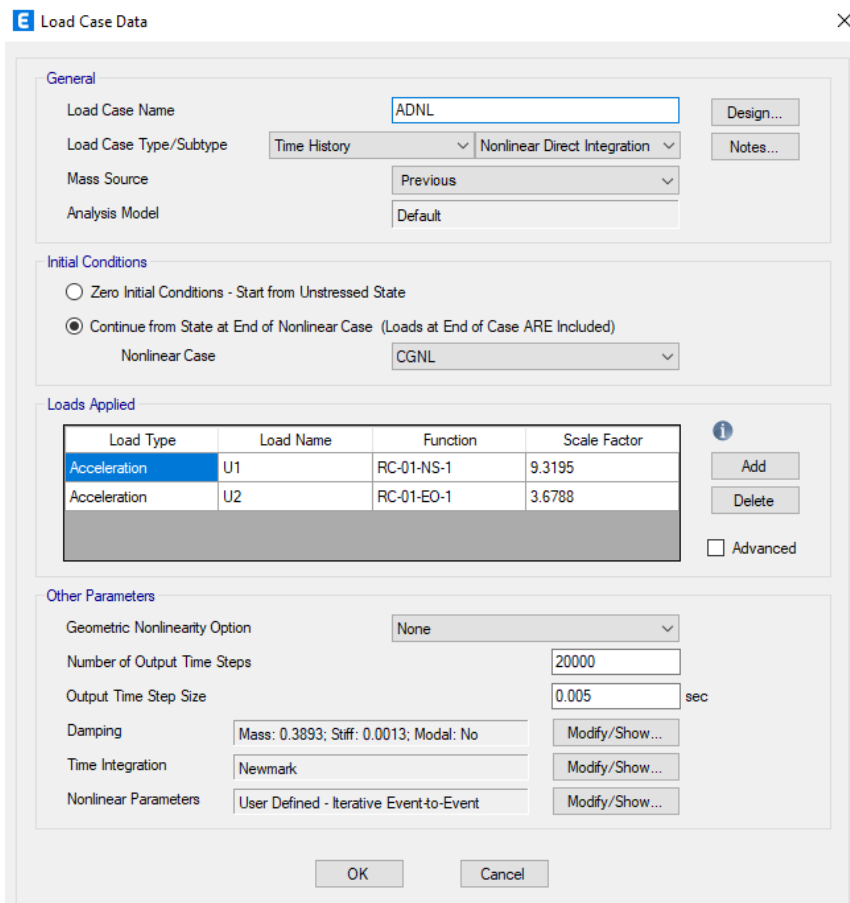 E Load Case Data
General
Load Case Name ADNL Design...
Load Case Type/Subtype Time History Nonlinear Direct Integration Notes...
Mass Source Previous
Analysis Model Default
Initial Conditions
Zero Initial Conditions - Start from Unstressed State
Continue from State at End of Nonlinear Case (Loads at End of Case ARE Included)
Nonlinear Case CGNL
Loads Applied
Load Type Load Name Function Scale Factor
Acceleration U1 RC-01-NS-1 9.3195 Add
Acceleration U2 RC-01-EO-1 3.6788 Delete
Advanced
Other Parameters
Geometric Nonlinearity Option None
Number of Output Time Steps 20000
Output Time Step Size 0.005 sec
Damping Mass: 0.3893; Stiff: 0.0013; Modal: No Modify/Show...
Time Integration Newmark Modify/Show...
Nonlinear Parameters User Defined - Iterative Event-to-Event Modify/Show...
OK Cancel